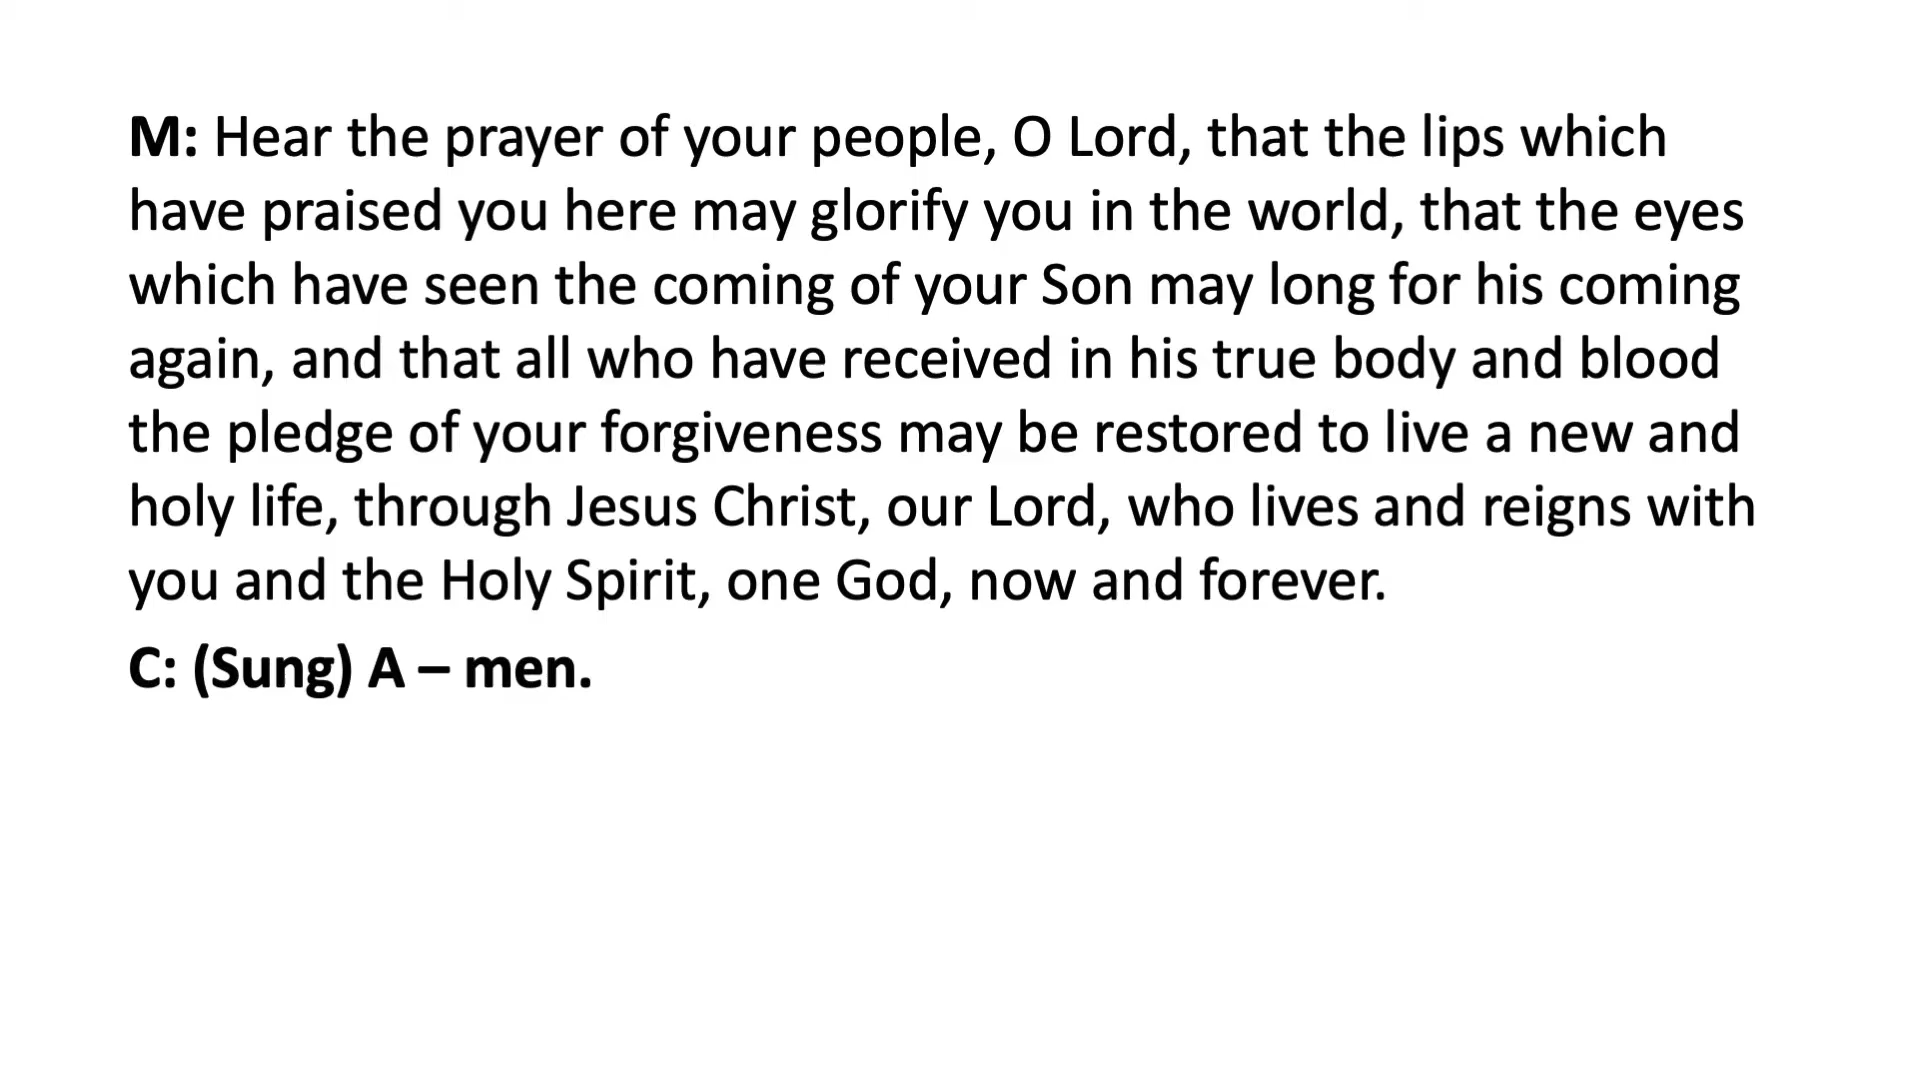 M: Hear the prayer of your people, O Lord, that the lips which
have praised you here may glorify you in the world, that the eyes
which have seen the coming of your Son may long for his coming
again, and that all who have received in his true body and blood
the pledge of your forgiveness may be restored to live a new and
holy life, through Jesus Christ, our Lord, who lives and reigns with
you and the Holy Spirit, one God, now and forever.
C: (Sung) A – men.